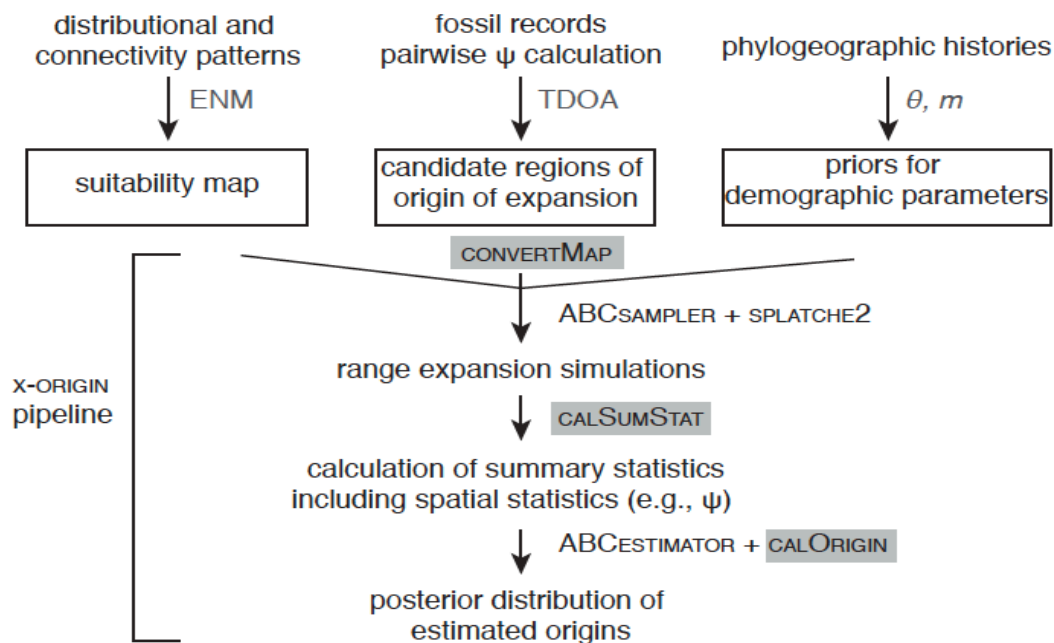 distributional and
connectivity patterns
fossil records
pairwise ψ calculation
phylogeographic histories
ENM
TDOA
θ, m
suitability map
candidate regions of
origin of expansion
priors for
demographic parameters
CONVERTMAP
ABCSAMPLER + SPLATCHE2
range expansion simulations
X-ORIGIN
pipeline
CALSUMSTAT
calculation of summary statistics
including spatial statistics (e.g., ψ)
ABCESTIMATOR + CALORIGIN
posterior distribution of
estimated origins